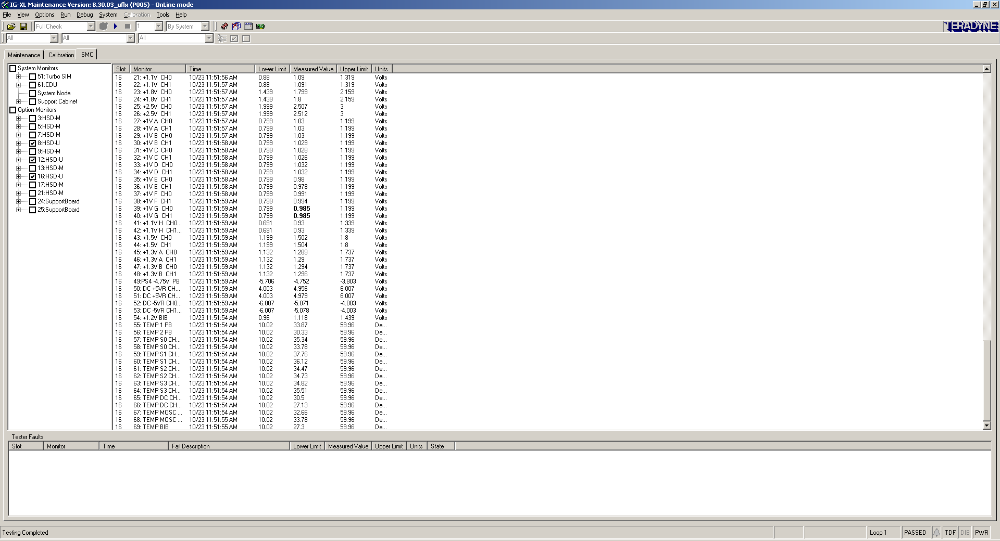 IG-XL Maintenance Version: 8.30.03_uflx (P005) - OnLine mode
File View Options Run Debug System Calibration Tools Help
Full Check 1 By System TERADYNE
All All All
Maintenance Calibration SMC
System Monitors
51:Turbo SIM
61:CDU
System Node
Support Cabinet
Option Monitors
3:HSD-M
5:HSD-M
7:HSD-M
8:HSD-U
9:HSD-M
12:HSD-U
13:HSD-M
16:HSD-U
17:HSD-M
21:HSD-M
24:SupportBoard
25:SupportBoard
Slot Monitor Time Lower Limit Measured Value Upper Limit Units
16 21: +1.1V CH0 10/23 11:51:56 AM 0.88 1.09 1.319 Volts
16 22: +1.1V CH1 10/23 11:51:57 AM 0.88 1.091 1.319 Volts
16 23: +1.8V CH0 10/23 11:51:57 AM 1.439 1.799 2.159 Volts
16 24: +1.8V CH1 10/23 11:51:57 AM 1.439 1.8 2.159 Volts
16 25: +2.5V CH0 10/23 11:51:57 AM 1.999 2.507 3 Volts
16 26: +2.5V CH1 10/23 11:51:57 AM 1.999 2.512 3 Volts
16 27: +1V A CH0 10/23 11:51:57 AM 0.799 1.03 1.199 Volts
16 28: +1V A CH1 10/23 11:51:57 AM 0.799 1.03 1.199 Volts
16 29: +1V B CH0 10/23 11:51:57 AM 0.799 1.03 1.199 Volts
16 30: +1V B CH1 10/23 11:51:58 AM 0.799 1.029 1.199 Volts
16 31: +1V C CH0 10/23 11:51:58 AM 0.799 1.028 1.199 Volts
16 32: +1V C CH1 10/23 11:51:58 AM 0.799 1.026 1.199 Volts
16 33: +1V D CH0 10/23 11:51:58 AM 0.799 1.032 1.199 Volts
16 34: +1V D CH1 10/23 11:51:58 AM 0.799 1.032 1.199 Volts
16 35: +1V E CH0 10/23 11:51:58 AM 0.799 0.98 1.199 Volts
16 36: +1V E CH1 10/23 11:51:58 AM 0.799 0.978 1.199 Volts
16 37: +1V F CH0 10/23 11:51:58 AM 0.799 0.991 1.199 Volts
16 38: +1V F CH1 10/23 11:51:58 AM 0.799 0.994 1.199 Volts
16 39: +1V G CH0 10/23 11:51:59 AM 0.799 0.985 1.199 Volts
16 40: +1V G CH1 10/23 11:51:59 AM 0.799 0.985 1.199 Volts
16 41: +1.1V H CH0... 10/23 11:51:59 AM 0.691 0.93 1.339 Volts
16 42: +1.1V H CH1... 10/23 11:51:59 AM 0.691 0.93 1.339 Volts
16 43: +1.5V CH0 10/23 11:51:59 AM 1.199 1.502 1.8 Volts
16 44: +1.5V CH1 10/23 11:51:59 AM 1.199 1.504 1.8 Volts
16 45: +1.3V A CH0 10/23 11:51:59 AM 1.132 1.289 1.737 Volts
16 46: +1.3V A CH1 10/23 11:51:59 AM 1.132 1.29 1.737 Volts
16 47: +1.3V B CH0 10/23 11:51:59 AM 1.132 1.294 1.737 Volts
16 48: +1.3V B CH1 10/23 11:51:59 AM 1.132 1.296 1.737 Volts
16 49:PS4 -4.75V PB 10/23 11:51:59 AM -5.706 -4.752 -3.803 Volts
16 50: DC +5VR CH... 10/23 11:51:59 AM 4.003 4.956 6.007 Volts
16 51: DC +5VR CH... 10/23 11:51:59 AM 4.003 4.979 6.007 Volts
16 52: DC -5VR CH0... 10/23 11:51:59 AM -6.007 -5.071 -4.003 Volts
16 53: DC -5VR CH1... 10/23 11:51:59 AM -6.007 -5.078 -4.003 Volts
16 54: +1.2V BIB 10/23 11:51:54 AM 0.96 1.118 1.439 Volts
16 55: TEMP 1 PB 10/23 11:51:54 AM 10.02 33.87 59.96 De...
16 56: TEMP 2 PB 10/23 11:51:54 AM 10.02 30.33 59.96 De...
16 57: TEMP S0 CH... 10/23 11:51:54 AM 10.02 35.34 59.96 De...
16 58: TEMP S0 CH... 10/23 11:51:54 AM 10.02 33.78 59.96 De...
16 59: TEMP S1 CH... 10/23 11:51:54 AM 10.02 37.76 59.96 De...
16 60: TEMP S1 CH... 10/23 11:51:54 AM 10.02 36.12 59.96 De...
16 61: TEMP S2 CH... 10/23 11:51:54 AM 10.02 34.47 59.96 De...
16 62: TEMP S2 CH... 10/23 11:51:54 AM 10.02 34.73 59.96 De...
16 63: TEMP S3 CH... 10/23 11:51:54 AM 10.02 34.82 59.96 De...
16 64: TEMP S3 CH... 10/23 11:51:54 AM 10.02 35.51 59.96 De...
16 65: TEMP DC CH... 10/23 11:51:54 AM 10.02 30.5 59.96 De...
16 66: TEMP DC CH... 10/23 11:51:54 AM 10.02 27.13 59.96 De...
16 67: TEMP MOSC ... 10/23 11:51:54 AM 10.02 32.66 59.96 De...
16 68: TEMP MOSC ... 10/23 11:51:55 AM 10.02 33.78 59.96 De...
16 69: TEMP BIB 10/23 11:51:55 AM 10.02 27.3 59.96 De...
Tester Faults
Slot Monitor Time Fail Description Lower Limit Measured Value Upper Limit Units State
Testing Completed Loop 1 PASSED TDF DIB PWR